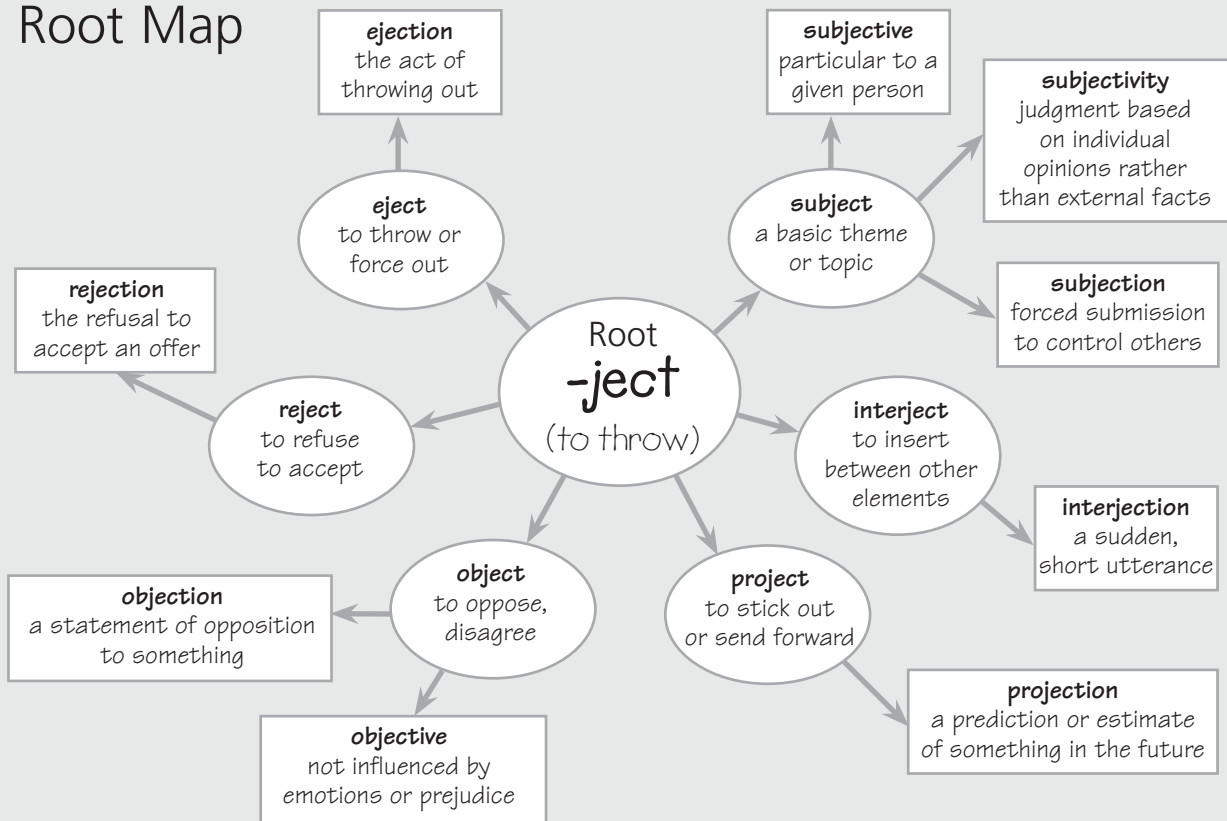 Root Map
ejection
the act of
throwing out
subjective
particular to a
given person
subjectivity
judgment based
on individual
opinions rather
than external facts
eject
to throw or
force out
subject
a basic theme
or topic
rejection
the refusal to
accept an offer
subjection
forced submission
to control others
Root
-ject
(to throw)
reject
to refuse
to accept
interject
to insert
between other
elements
interjection
a sudden,
short utterance
object
to oppose,
disagree
project
to stick out
or send forward
objection
a statement of opposition
to something
projection
a prediction or estimate
of something in the future
objective
not influenced by
emotions or prejudice